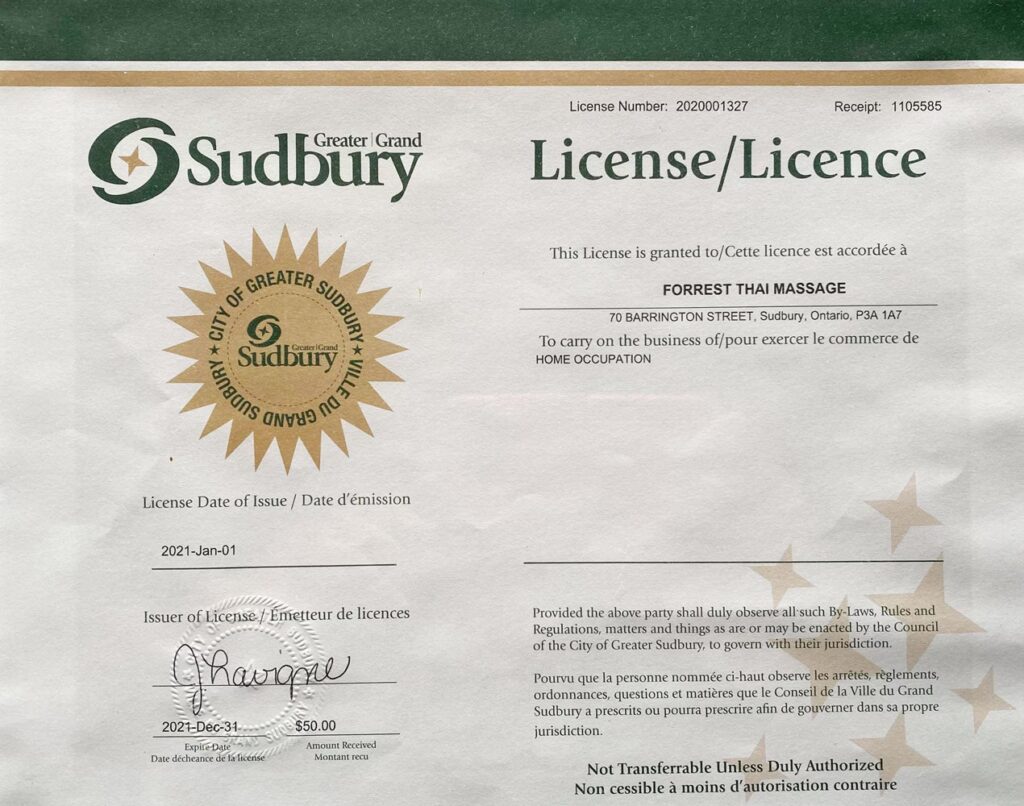 License Number: 2020001327 Receipt: 1105585
Greater | Grand
Sudbury
License/Licence
CITY OF GREATER SUDBURY ★ VILLE DU GRAND SUDBURY ★
Greater | Grand
Sudbury
This License is granted to/Cette licence est accordée à
FORREST THAI MASSAGE
70 BARRINGTON STREET, Sudbury, Ontario, P3A 1A7
To carry on the business of/pour exercer le commerce de
HOME OCCUPATION
License Date of Issue / Date d'émission
2021-Jan-01
Issuer of License / Émetteur de licences
J Lavigne
2021-Dec-31 $50.00
Expire Date Amount Received
Date déchéance de la license Montant recu
Provided the above party shall duly observe all such By-Laws, Rules and
Regulations, matters and things as are or may be enacted by the Council
of the City of Greater Sudbury, to govern with their jurisdiction.
Pourvu que la personne nommée ci-haut observe les arrêtés, règlements,
ordonnances, questions et matières que le Conseil de la Ville du Grand
Sudbury a prescrits ou pourra prescrire afin de gouverner dans sa propre
jurisdiction.
Not Transferrable Unless Duly Authorized
Non cessible à moins d'autorisation contraire